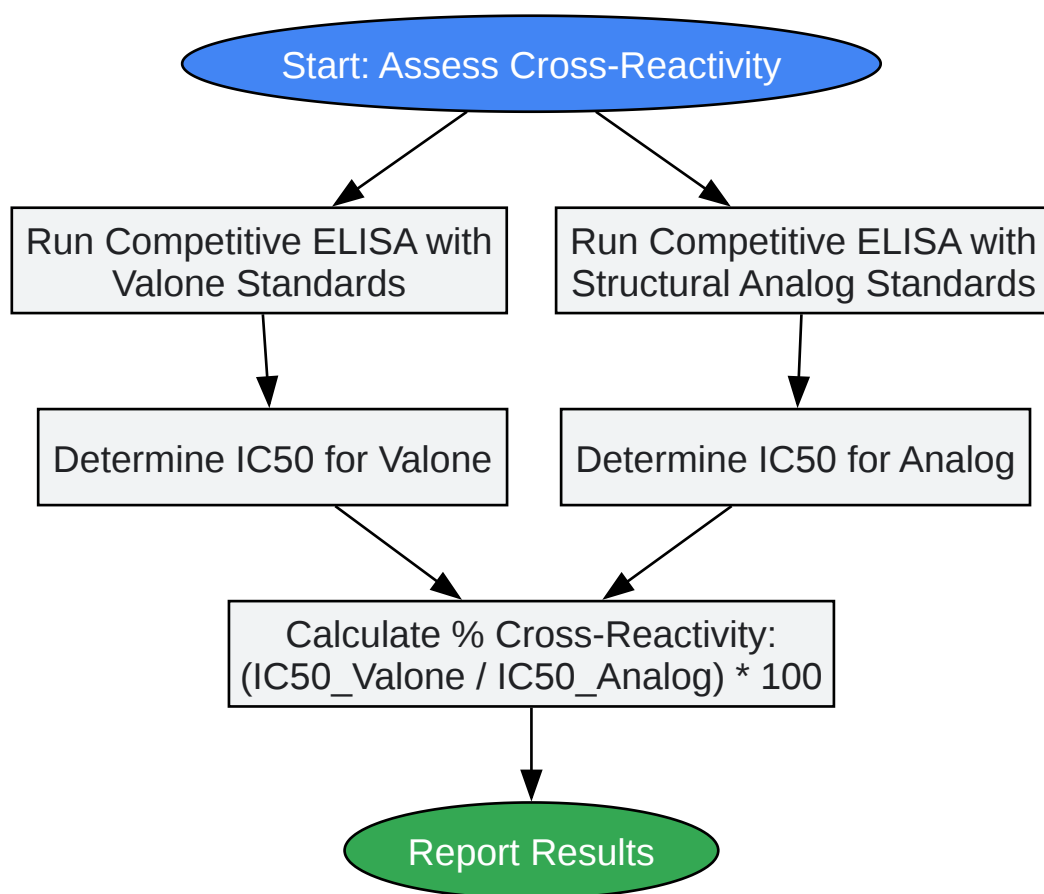 Start: Assess Cross-Reactivity
Run Competitive ELISA with
Valone Standards
Run Competitive ELISA with
Structural Analog Standards
Determine IC50 for Valone
Determine IC50 for Analog
Calculate % Cross-Reactivity:
(IC50_Valone / IC50_Analog) * 100
Report Results